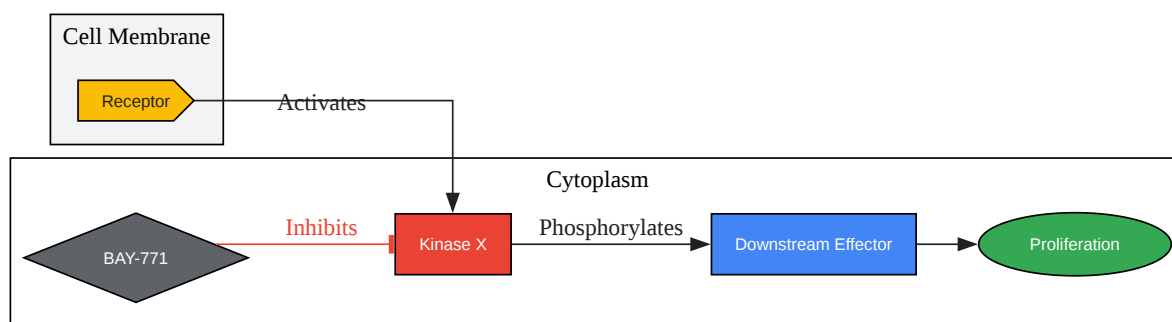 Cell Membrane
Receptor
Activates
Cytoplasm
BAY-771
Inhibits
Kinase X
Phosphorylates
Downstream Effector
Proliferation